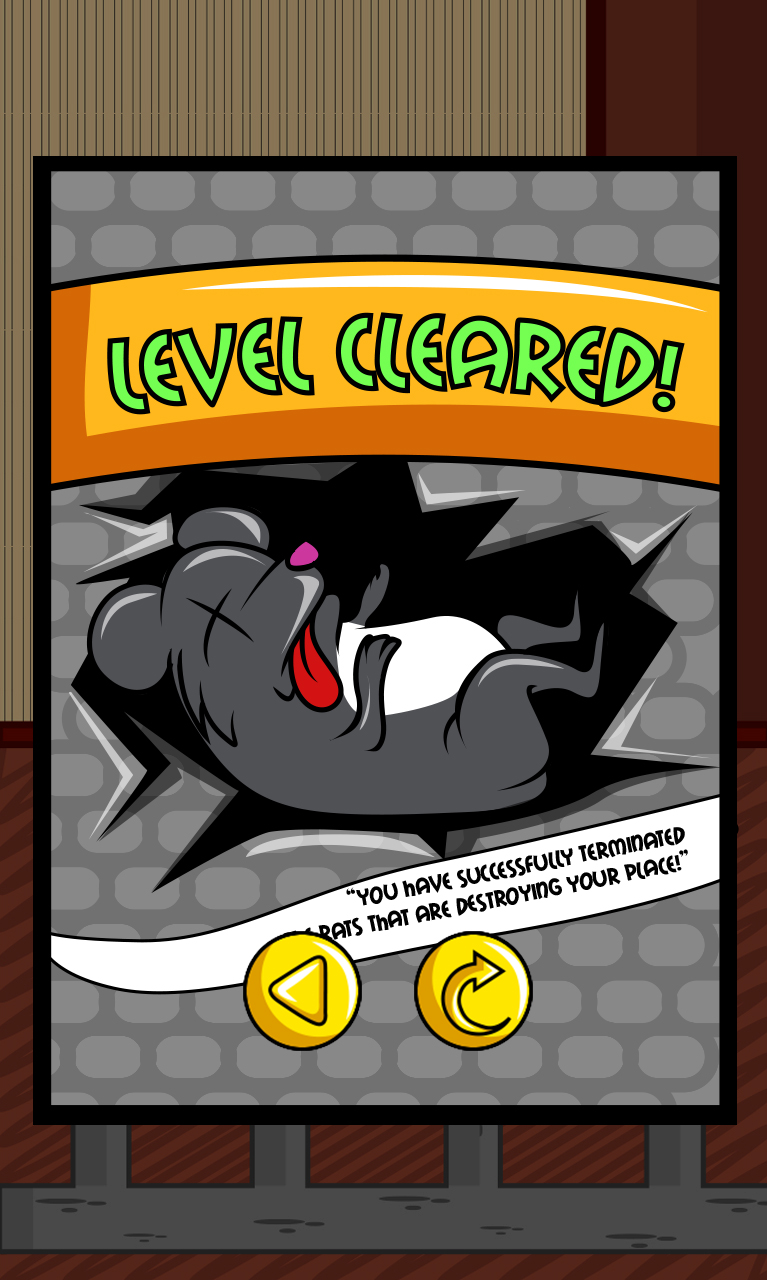 LEVEL CLEARED!
“YOU HAVE SUCCESSFULLY TERMINATED
RATS THAT ARE DESTROYING YOUR PLACE!”